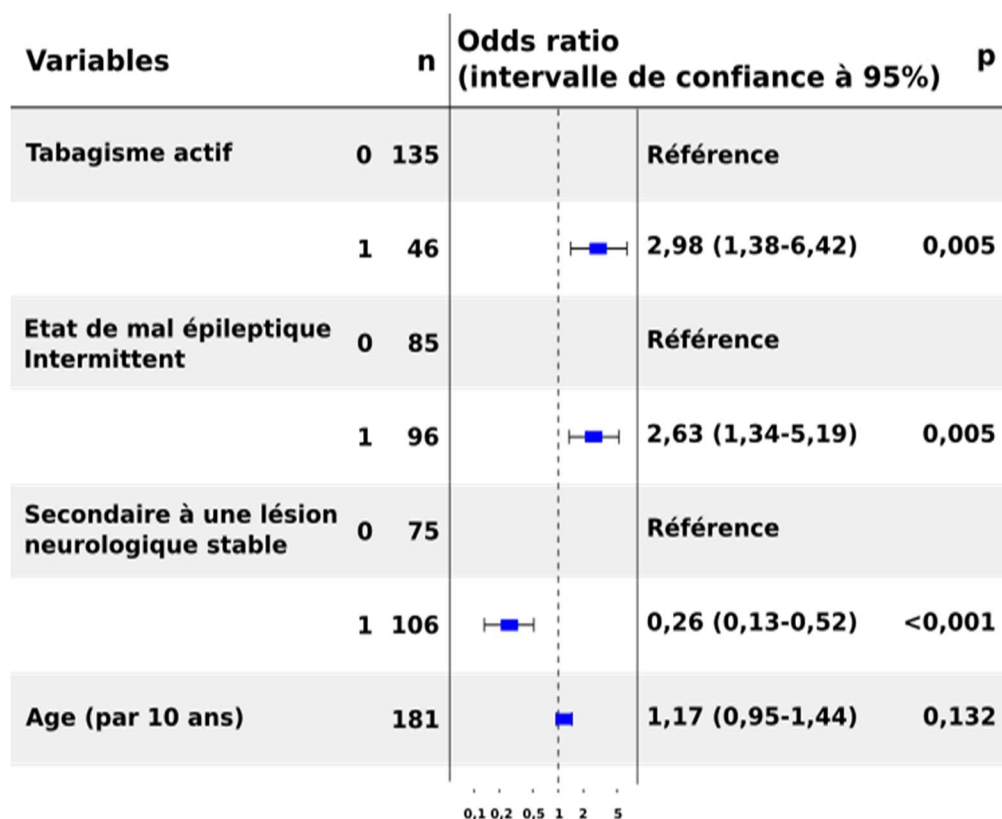 Variables n Odds ratio (intervalle de confiance à 95%) p
Tabagisme actif 0 135 Référence
1 46 2,98 (1,38-6,42) 0,005
Etat de mal épileptique
Intermittent 0 85 Référence
1 96 2,63 (1,34-5,19) 0,005
Secondaire à une lésion
neurologique stable 0 75 Référence
1 106 0,26 (0,13-0,52) <0,001
Age (par 10 ans) 181 1,17 (0,95-1,44) 0,132
0,1 0,2 0,5 1 2 5